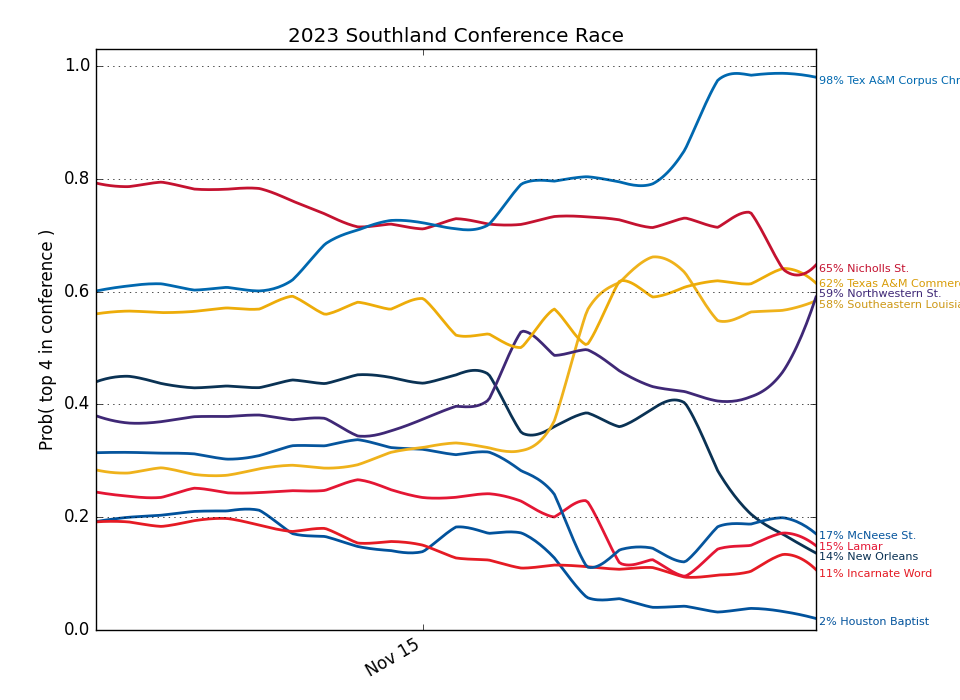 2023 Southland Conference Race
Prob( top 4 in conference )
1.0
0.8
0.6
0.4
0.2
0.0
Nov 15
98% Tex A&M Corpus Chr
65% Nicholls St.
62% Texas A&M Commerc
59% Northwestern St.
58% Southeastern Louisia
17% McNeese St.
15% Lamar
14% New Orleans
11% Incarnate Word
2% Houston Baptist